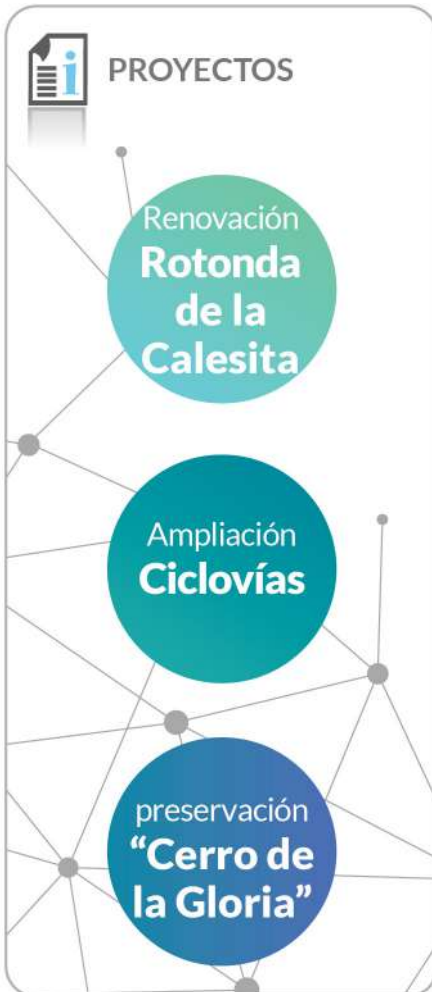 PROYECTOS
Renovación
Rotonda
de la
Calesita
Ampliación
Ciclovías
preservación
“Cerro de
la Gloria”